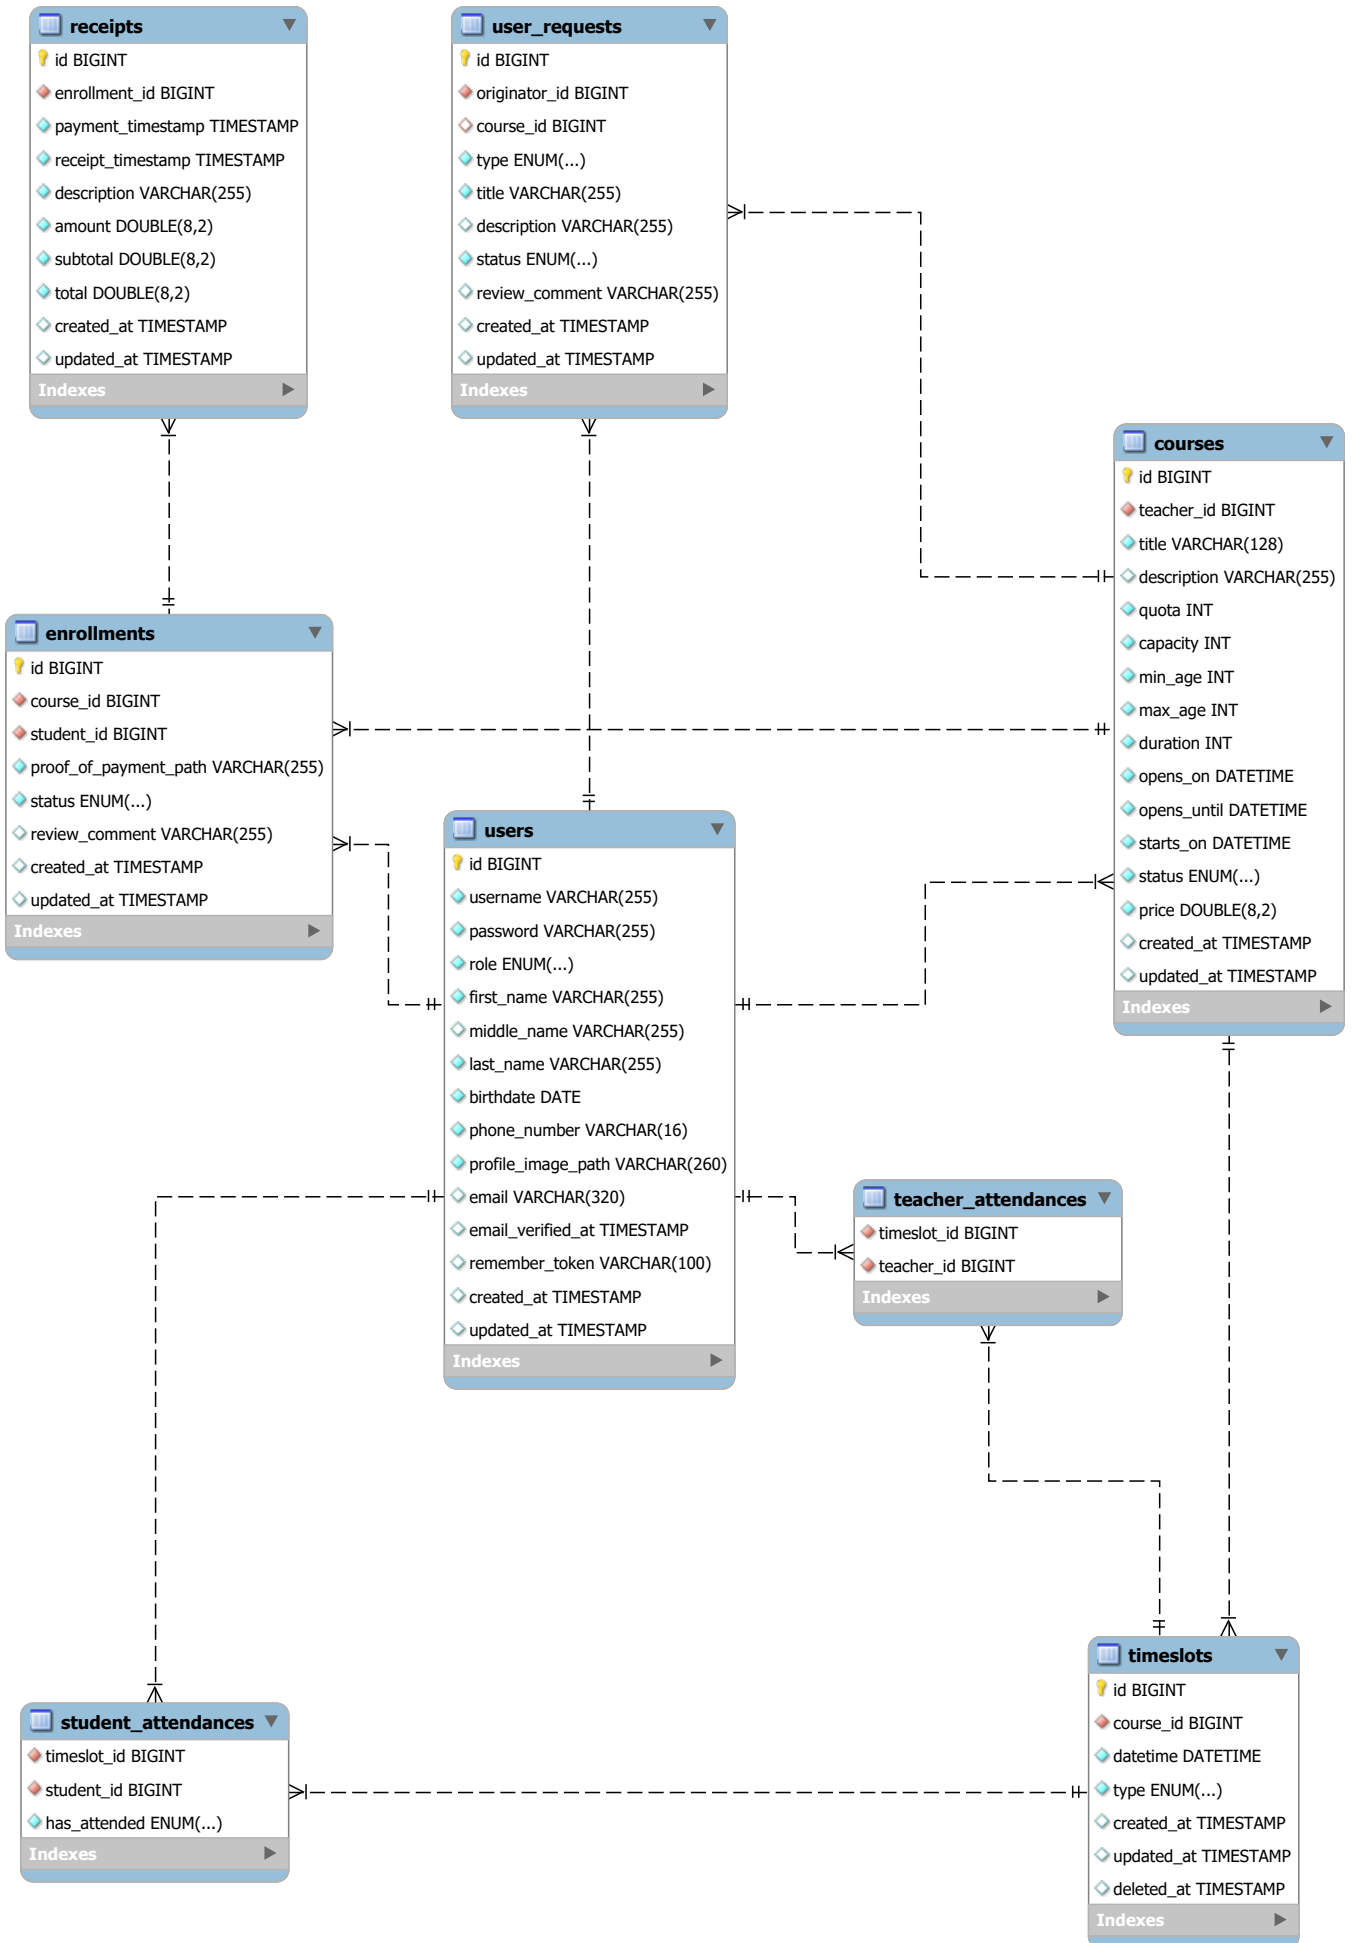 receipts
id BIGINT
enrollment_id BIGINT
payment_timestamp TIMESTAMP
receipt_timestamp TIMESTAMP
description VARCHAR(255)
amount DOUBLE(8,2)
subtotal DOUBLE(8,2)
total DOUBLE(8,2)
created_at TIMESTAMP
updated_at TIMESTAMP
Indexes
user_requests
id BIGINT
originator_id BIGINT
course_id BIGINT
type ENUM(...)
title VARCHAR(255)
description VARCHAR(255)
status ENUM(...)
review_comment VARCHAR(255)
created_at TIMESTAMP
updated_at TIMESTAMP
Indexes
courses
id BIGINT
teacher_id BIGINT
title VARCHAR(128)
description VARCHAR(255)
quota INT
capacity INT
min_age INT
max_age INT
duration INT
opens_on DATETIME
opens_until DATETIME
starts_on DATETIME
status ENUM(...)
price DOUBLE(8,2)
created_at TIMESTAMP
updated_at TIMESTAMP
Indexes
enrollments
id BIGINT
course_id BIGINT
student_id BIGINT
proof_of_payment_path VARCHAR(255)
status ENUM(...)
review_comment VARCHAR(255)
created_at TIMESTAMP
updated_at TIMESTAMP
Indexes
users
id BIGINT
username VARCHAR(255)
password VARCHAR(255)
role ENUM(...)
first_name VARCHAR(255)
middle_name VARCHAR(255)
last_name VARCHAR(255)
birthdate DATE
phone_number VARCHAR(16)
profile_image_path VARCHAR(260)
email VARCHAR(320)
email_verified_at TIMESTAMP
remember_token VARCHAR(100)
created_at TIMESTAMP
updated_at TIMESTAMP
Indexes
teacher_attendances
timeslot_id BIGINT
teacher_id BIGINT
Indexes
timeslots
id BIGINT
course_id BIGINT
datetime DATETIME
type ENUM(...)
created_at TIMESTAMP
updated_at TIMESTAMP
deleted_at TIMESTAMP
Indexes
student_attendances
timeslot_id BIGINT
student_id BIGINT
has_attended ENUM(...)
Indexes